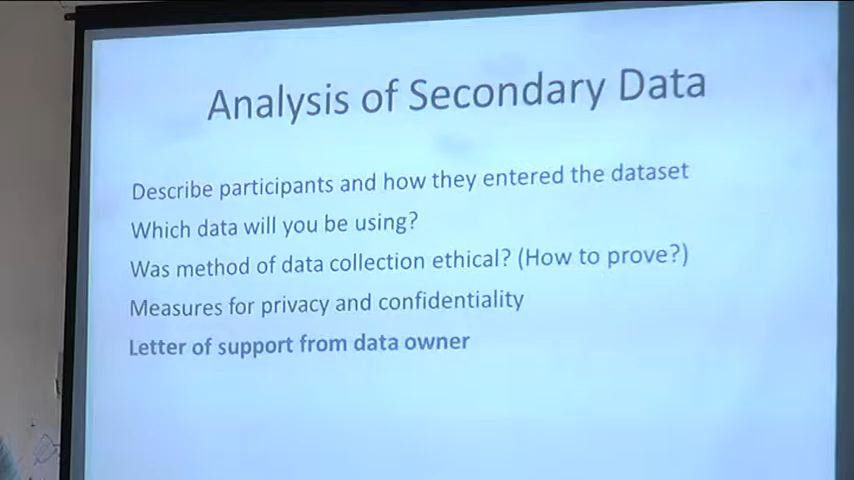 Analysis of Secondary Data
Describe participants and how they entered the dataset
Which data will you be using?
Was method of data collection ethical? (How to prove?)
Measures for privacy and confidentiality
Letter of support from data owner